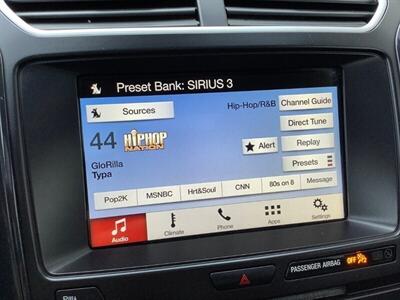 Preset Bank: SIRIUS 3
Sources
Hip-Hop/R&B
Channel Guide
Direct Tune
44
HIPHOP
NATION
Alert
Replay
GloRilla
Typa
Presets
Pop2K
MSNBC
Hrt&Soul
CNN
80s on 8
Message
Audio
Climate
Phone
Apps
Settings
PASSENGER AIRBAG
OFF